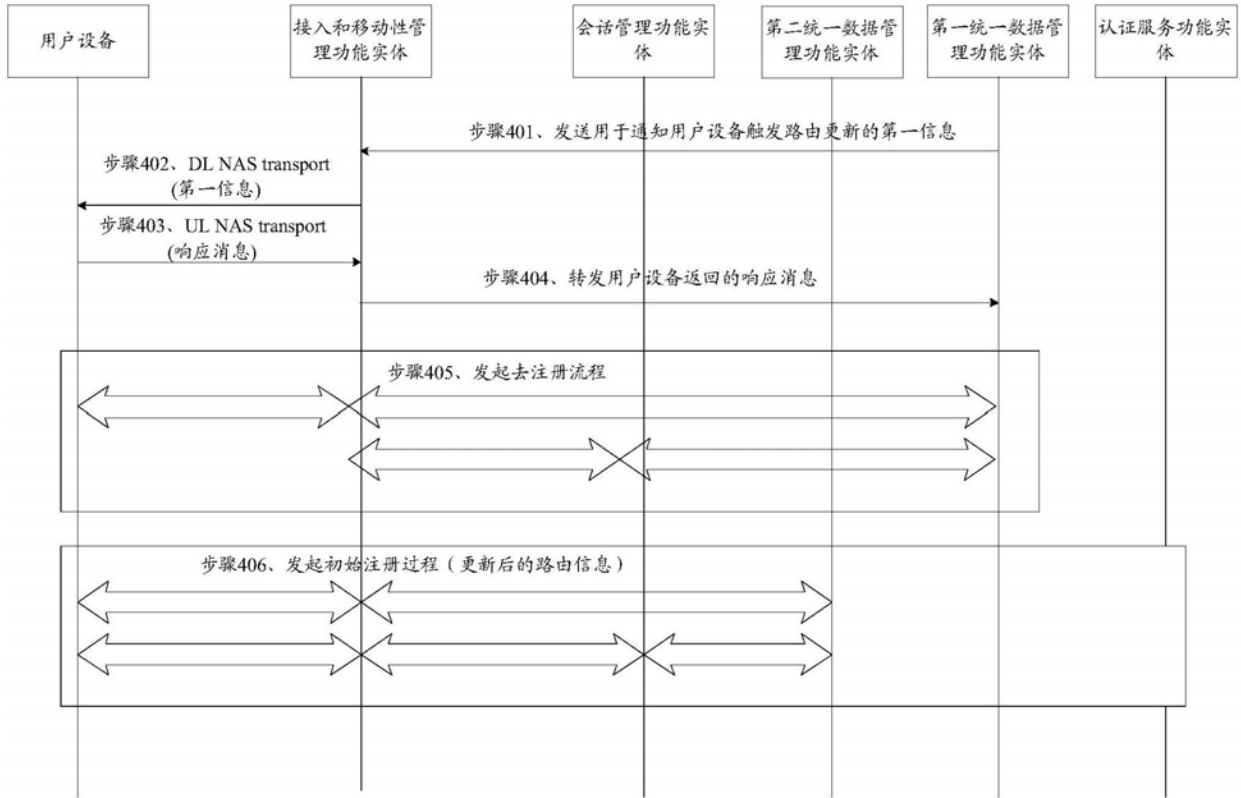 用户设备
接入和移动性管
理功能实体
会话管理功能实
体
第二统一数据管
理功能实体
第一统一数据管
理功能实体
认证服务功能实
体
步骤401、发送用于通知用户设备触发路由更新的第一信息
步骤402、DL NAS transport
(第一信息)
步骤403、UL NAS transport
(响应消息)
步骤404、转发用户设备返回的响应消息
步骤405、发起去注册流程
步骤406、发起初始注册过程（更新后的路由信息）